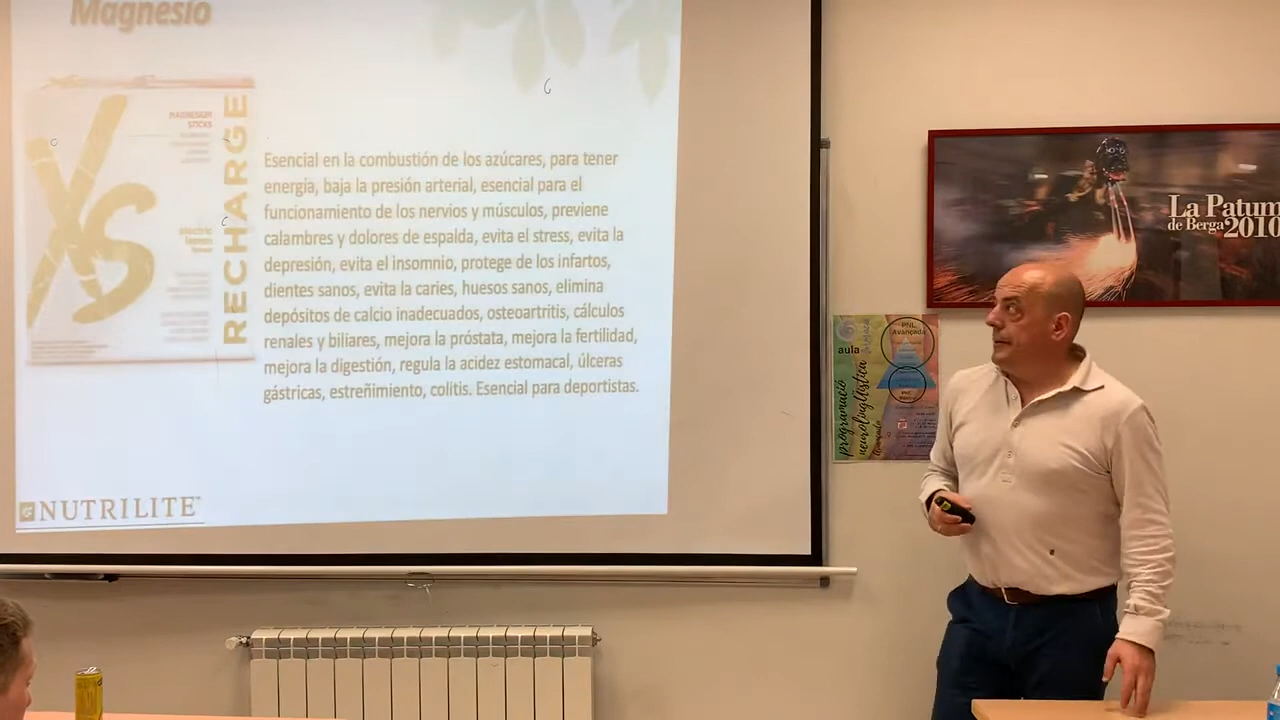 Magnesio
XS
MAGNESIUM
STICKS
RECHARGE
Esencial en la combustión de los azúcares, para tener
energía, baja la presión arterial, esencial para el
funcionamiento de los nervios y músculos, previene
calambres y dolores de espalda, evita el stress, evita la
depresión, evita el insomnio, protege de los infartos,
dientes sanos, evita la caries, huesos sanos, elimina
depósitos de calcio inadecuados, osteoartritis, cálculos
renales y biliares, mejora la próstata, mejora la fertilidad,
mejora la digestión, regula la acidez estomacal, úlceras
gástricas, estreñimiento, colitis. Esencial para deportistas.
NUTRILITE™
La Patum
de Berga 2010
aula
PNL
Avançada
programació
neurolingüística